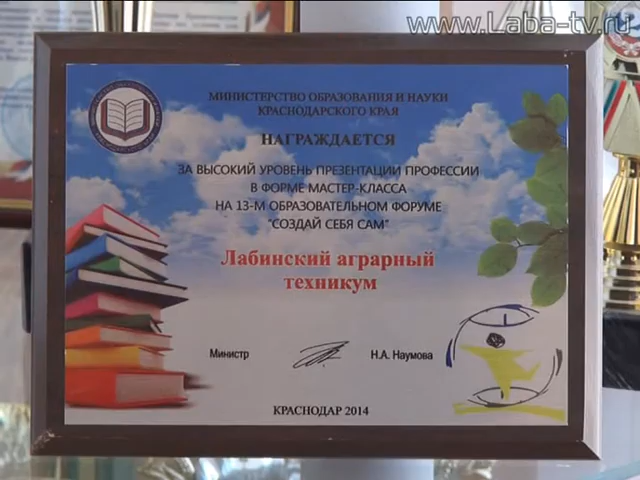 www.Laba-tv.ru
МИНИСТЕРСТВО ОБРАЗОВАНИЯ И НАУКИ
КРАСНОДАРСКОГО КРАЯ
НАГРАЖДАЕТСЯ
ЗА ВЫСОКИЙ УРОВЕНЬ ПРЕЗЕНТАЦИИ ПРОФЕССИИ
В ФОРМЕ МАСТЕР-КЛАССА
НА 13-М ОБРАЗОВАТЕЛЬНОМ ФОРУМЕ
"СОЗДАЙ СЕБЯ САМ"
Лабинский аграрный
техникум
Министр
Н.А. Наумова
КРАСНОДАР 2014